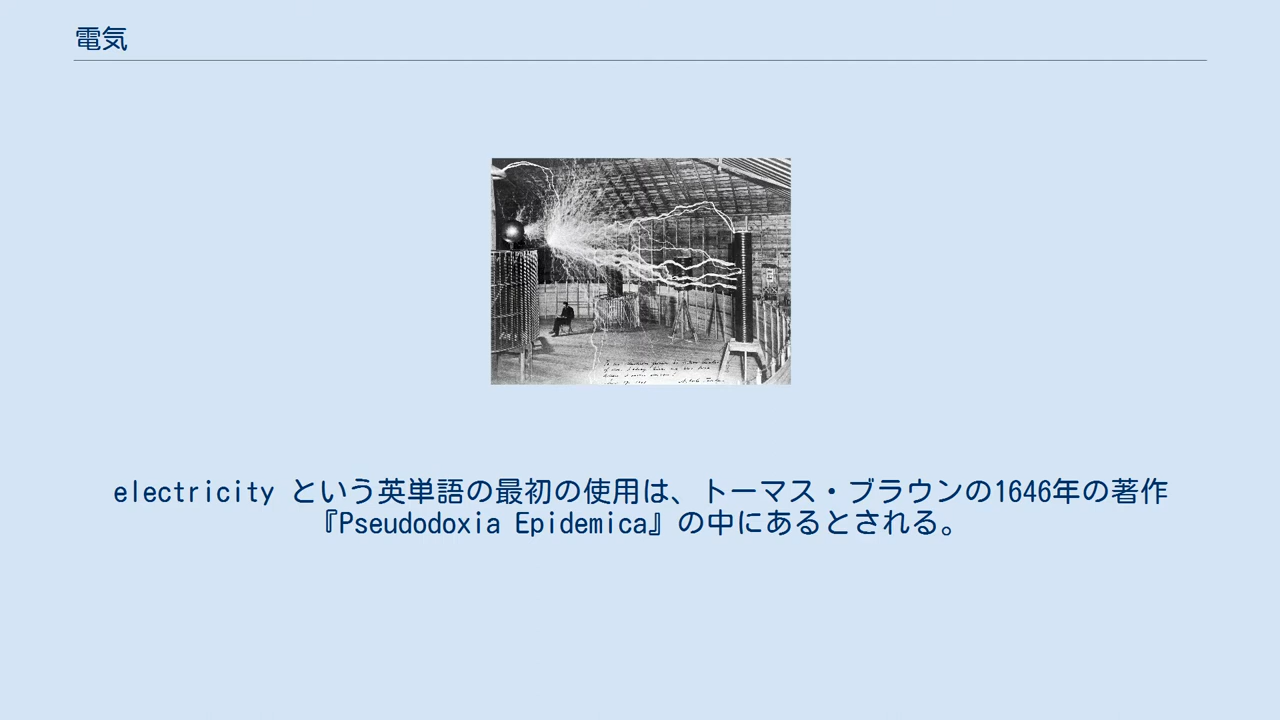 電気
electricity という英単語の最初の使用は、トーマス・ブラウンの1646年の著作
『Pseudodoxia Epidemica』の中にあるとされる。